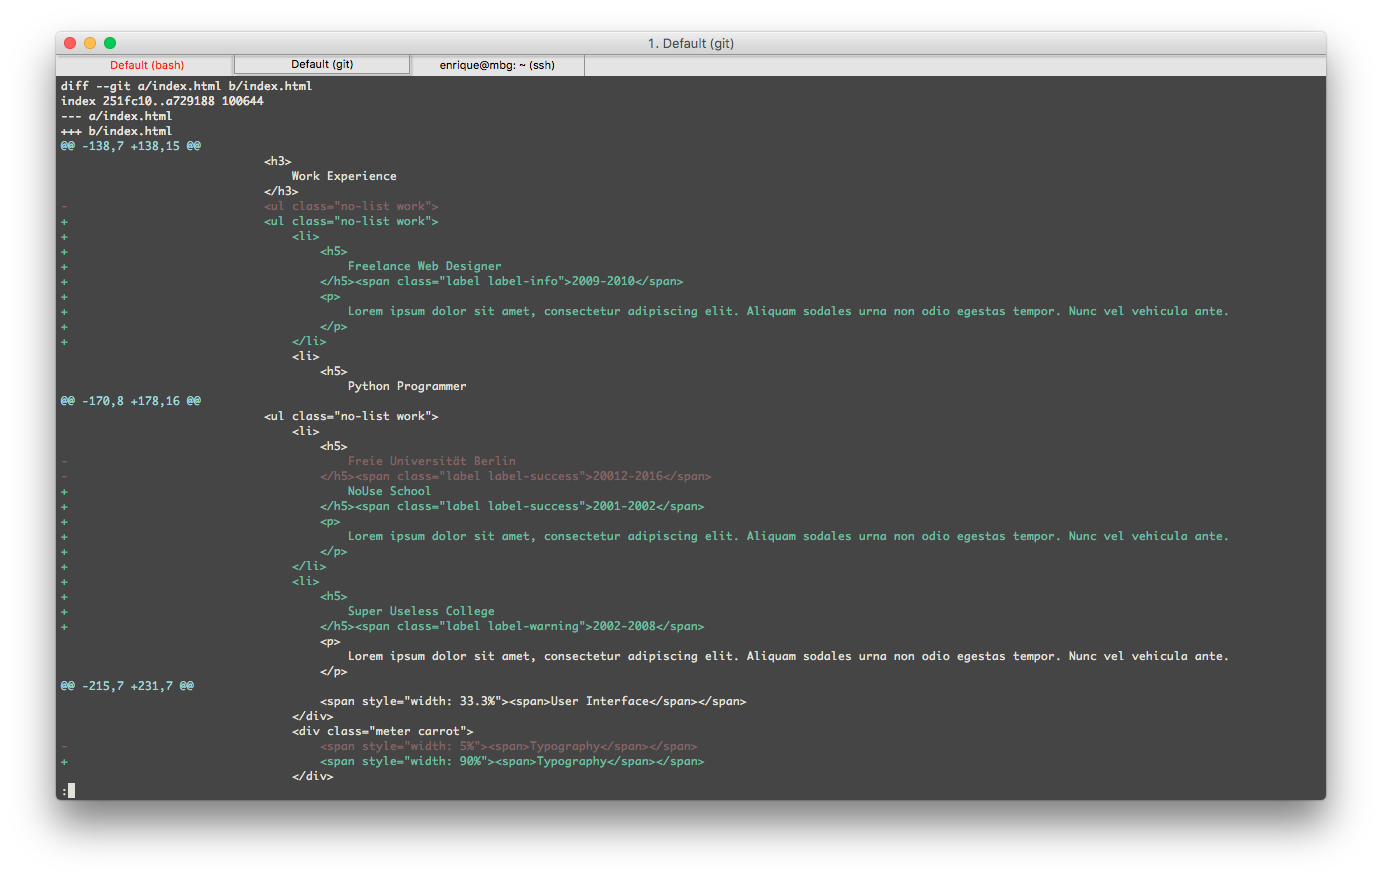 1. Default (git)
Default (bash) Default (git) enrique@mbg: ~ (ssh)
diff --git a/index.html b/index.html
index 251fc10..a729188 100644
--- a/index.html
+++ b/index.html
@@ -138,7 +138,15 @@
                             <h3>
                                 Work Experience
                             </h3>
-                            <ul class="no-list work">
+                            <ul class="no-list work">
+                                <li>
+                                    <h5>
+                                        Freelance Web Designer
+                                    </h5><span class="label label-info">2009-2010</span>
+                                    <p>
+                                        Lorem ipsum dolor sit amet, consectetur adipiscing elit. Aliquam sodales urna non odio egestas tempor. Nunc vel vehicula ante.
+                                    </p>
+                                </li>
                                 <li>
                                     <h5>
                                         Python Programmer
@@ -170,8 +178,16 @@
                             <ul class="no-list work">
                                 <li>
                                     <h5>
-                                        Freie Universität Berlin
-                                    </h5><span class="label label-success">20012-2016</span>
+                                        NoUse School
+                                    </h5><span class="label label-success">2001-2002</span>
+                                    <p>
+                                        Lorem ipsum dolor sit amet, consectetur adipiscing elit. Aliquam sodales urna non odio egestas tempor. Nunc vel vehicula ante.
+                                    </p>
+                                </li>
+                                <li>
+                                    <h5>
+                                        Super Useless College
+                                    </h5><span class="label label-warning">2002-2008</span>
                                     <p>
                                         Lorem ipsum dolor sit amet, consectetur adipiscing elit. Aliquam sodales urna non odio egestas tempor. Nunc vel vehicula ante.
                                     </p>
@@ -215,7 +231,7 @@
                                     <span style="width: 33.3%"><span>User Interface</span></span>
                                 </div>
                                 <div class="meter carrot">
-                                    <span style="width: 5%"><span>Typography</span></span>
+                                    <span style="width: 90%"><span>Typography</span></span>
                                 </div>
: